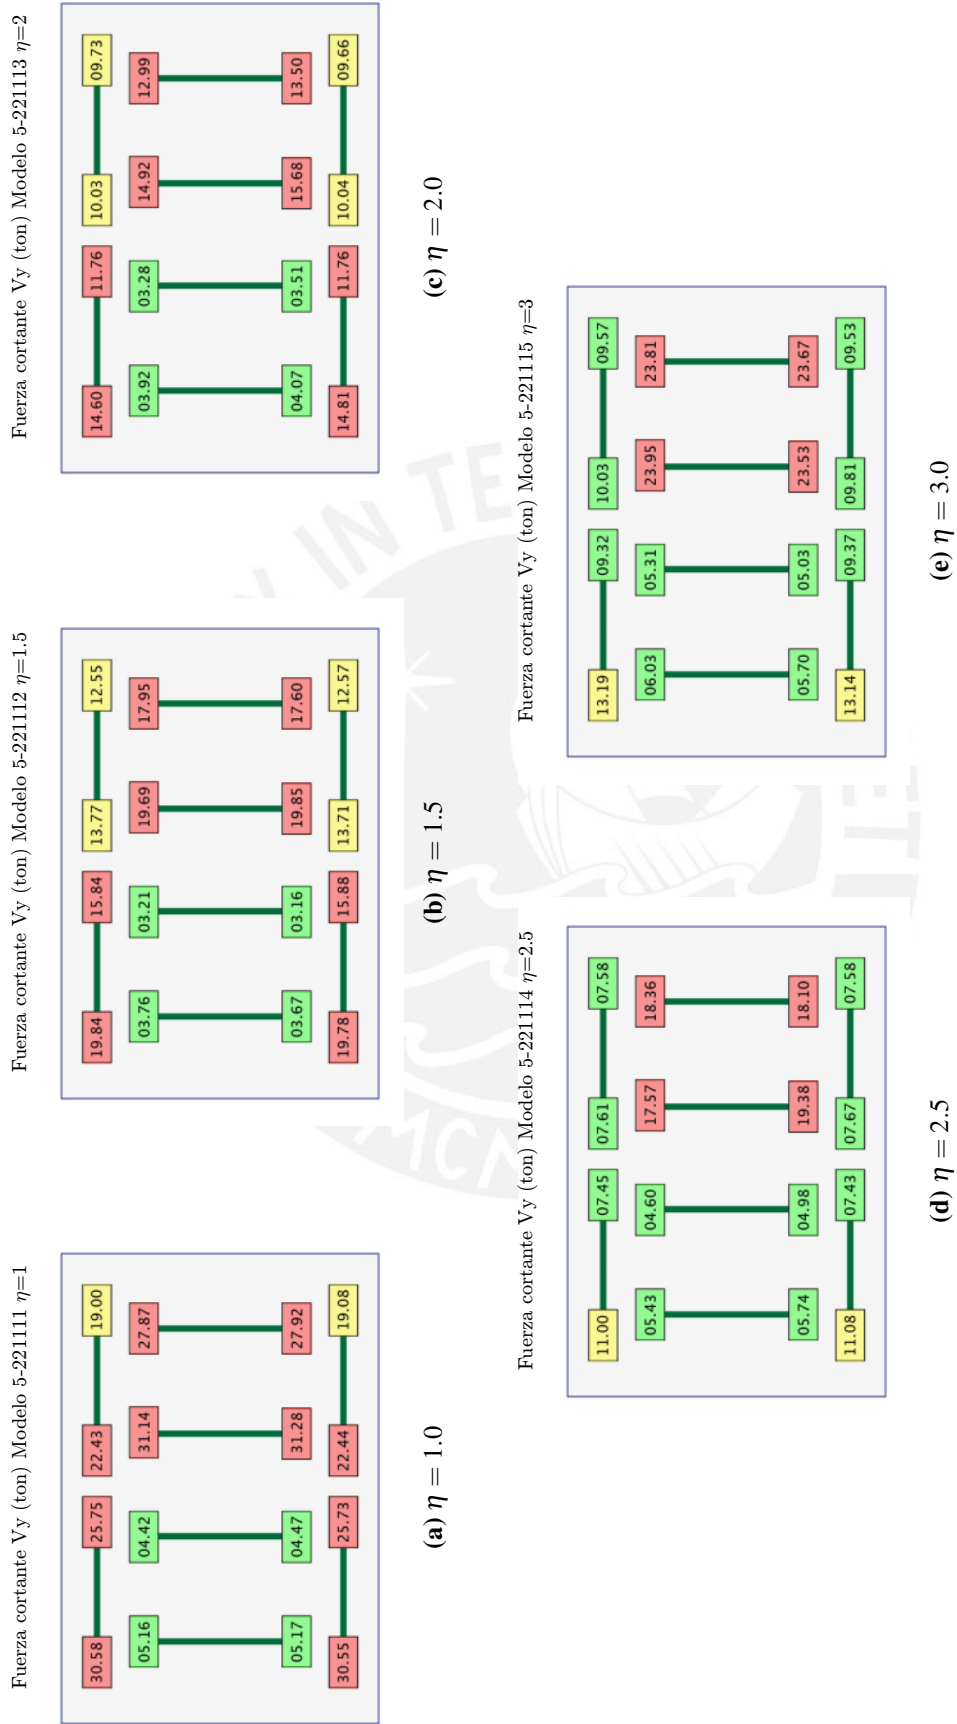 Fuerza cortante Vy (ton) Modelo 5-221111 η=1
30.58 25.75 22.43 19.00
05.16 04.42 31.14 27.87
05.17 04.47 31.28 27.92
30.55 25.73 22.44 19.08
(a) η = 1.0
Fuerza cortante Vy (ton) Modelo 5-221112 η=1.5
19.84 15.84 13.77 12.55
03.76 03.21 19.69 17.95
03.67 03.16 19.85 17.60
19.78 15.88 13.71 12.57
(b) η = 1.5
Fuerza cortante Vy (ton) Modelo 5-221113 η=2
14.60 11.76 10.03 09.73
03.92 03.28 14.92 12.99
04.07 03.51 15.68 13.50
14.81 11.76 10.04 09.66
(c) η = 2.0
Fuerza cortante Vy (ton) Modelo 5-221114 η=2.5
11.00 07.45 07.61 07.58
05.43 04.60 17.57 18.36
05.74 04.98 19.38 18.10
11.08 07.43 07.67 07.58
(d) η = 2.5
Fuerza cortante Vy (ton) Modelo 5-221115 η=3
13.19 09.32 10.03 09.57
06.03 05.31 23.95 23.81
05.70 05.03 23.53 23.67
13.14 09.37 09.81 09.53
(e) η = 3.0
IN TE